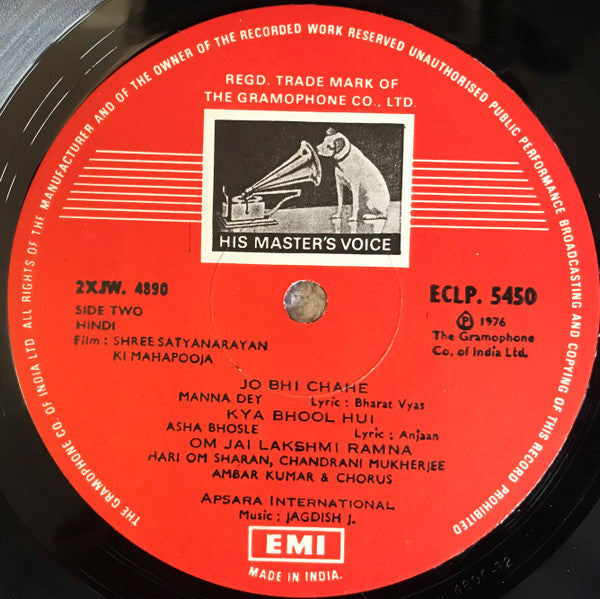 THE GRAMOPHONE CO. OF INDIA LTD. ALL RIGHTS OF THE MANUFACTURER AND OF THE OWNER OF THE RECORDED WORK RESERVED UNAUTHORISED PUBLIC PERFORMANCE BROADCASTING AND COPYING OF THIS RECORD PROHIBITED
REGD. TRADE MARK OF
THE GRAMOPHONE CO., LTD.
HIS MASTER'S VOICE
2XJW. 4890
ECLP. 5450
SIDE TWO
HINDI
Film : SHREE SATYANARAYAN
KI MAHAPOOJA
Ⓟ 1976
The Gramophone
Co. of India Ltd.
JO BHI CHAHE
MANNA DEY Lyric : Bharat Vyas
KYA BHOOL HUI
ASHA BHOSLE Lyric : Anjaan
OM JAI LAKSHMI RAMNA
HARI OM SHARAN, CHANDRANI MUKHERJEE
AMBAR KUMAR & CHORUS
APSARA INTERNATIONAL
Music : JAGDISH J.
EMI
MADE IN INDIA.